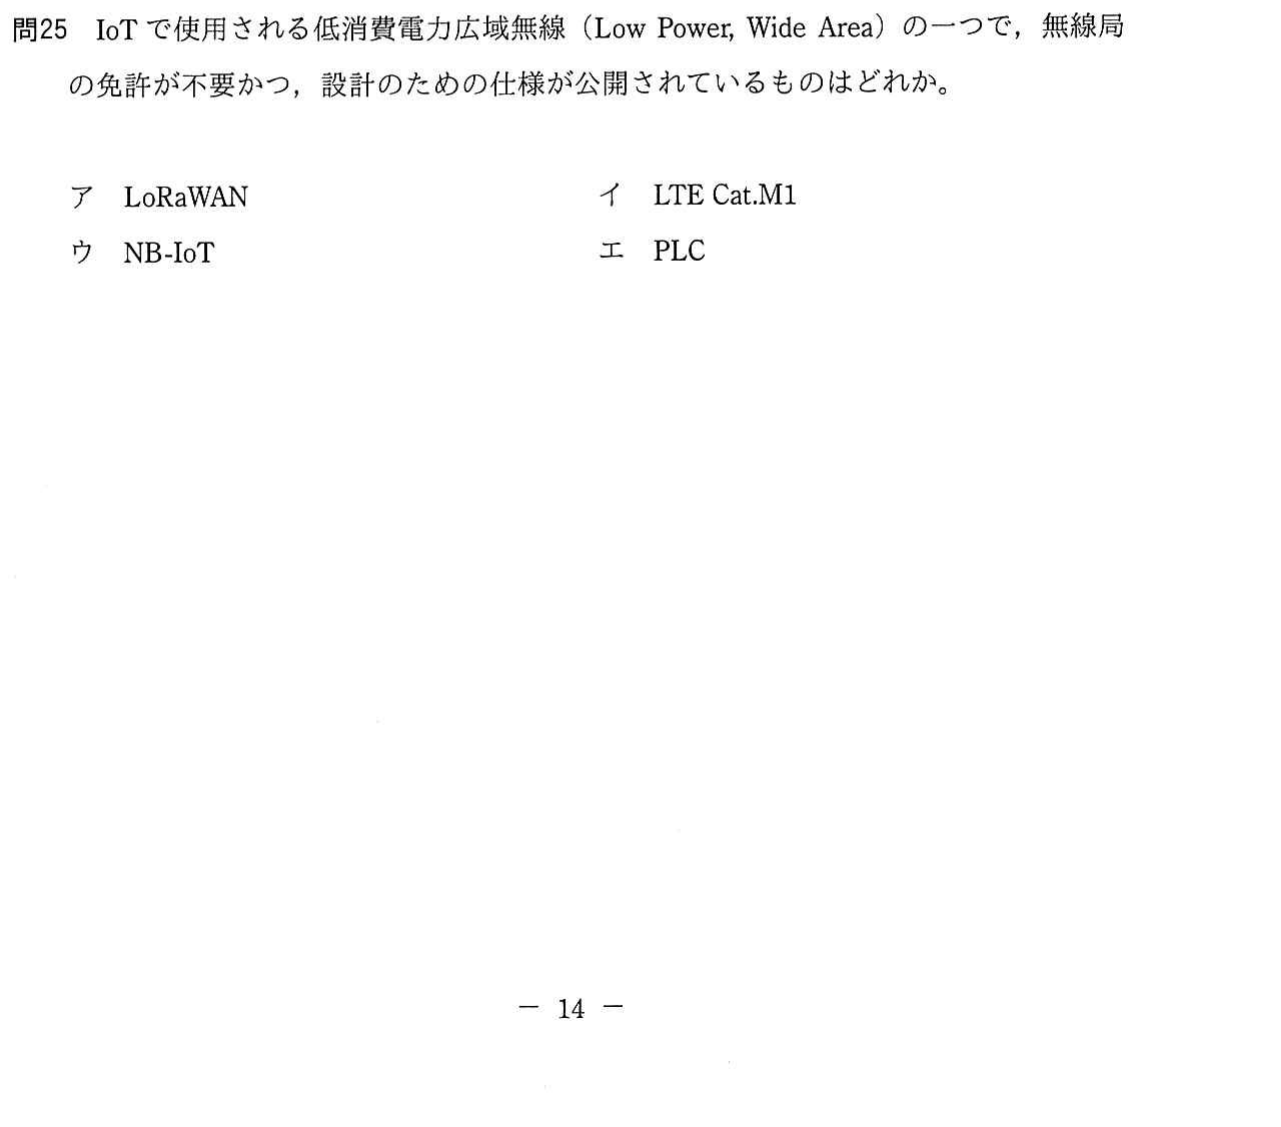 問25 IoT で使用される低消費電力広域無線（Low Power, Wide Area）の一つで，無線局
の免許が不要かつ，設計のための仕様が公開されているものはどれか。
ア LoRaWAN
イ LTE Cat.M1
ウ NB-IoT
エ PLC
－ 14 －